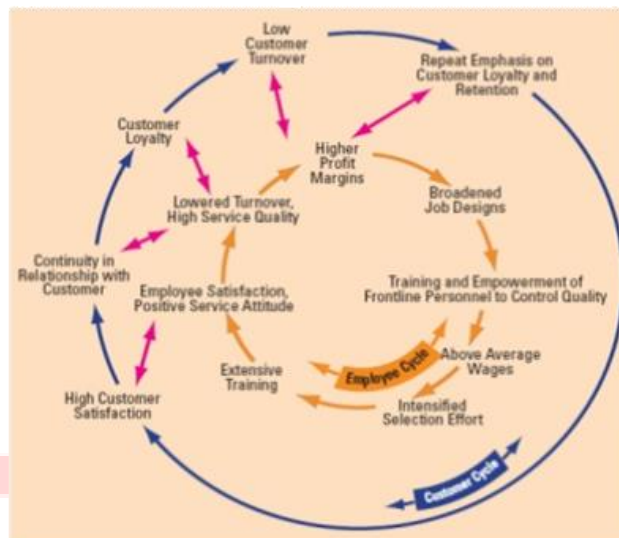 Low
Customer
Turnover
Repeat Emphasis on
Customer Loyalty and
Retention
Customer
Loyalty
Higher
Profit
Margins
Broadened
Job Designs
Lowered Turnover,
High Service Quality
Continuity in
Relationship with
Customer
Employee Satisfaction,
Positive Service Attitude
Training and Empowerment of
Frontline Personnel to Control Quality
Extensive
Training
Employee Cycle
Above Average
Wages
High Customer
Satisfaction
Intensified
Selection Effort
Customer Cycle